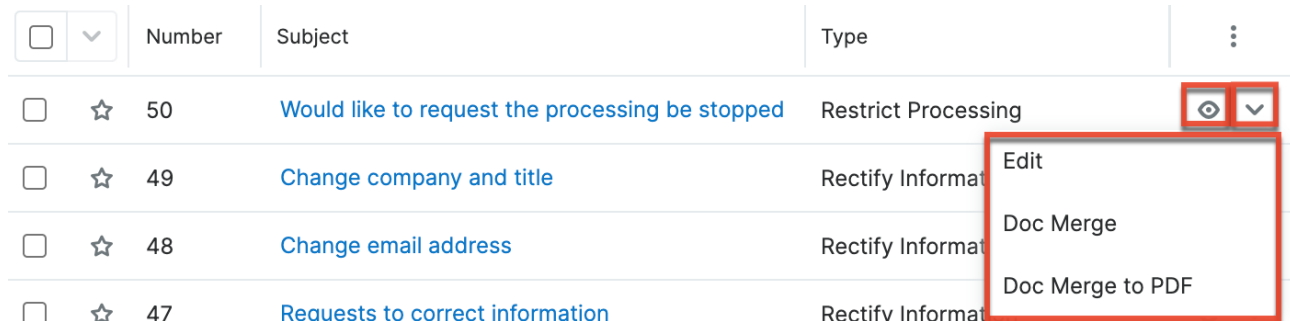 Number Subject Type
50 Would like to request the processing be stopped Restrict Processing
Edit
49 Change company and title Rectify Informat
Doc Merge
48 Change email address Rectify Informat
Doc Merge to PDF
47 Requests to correct information Rectify Informat